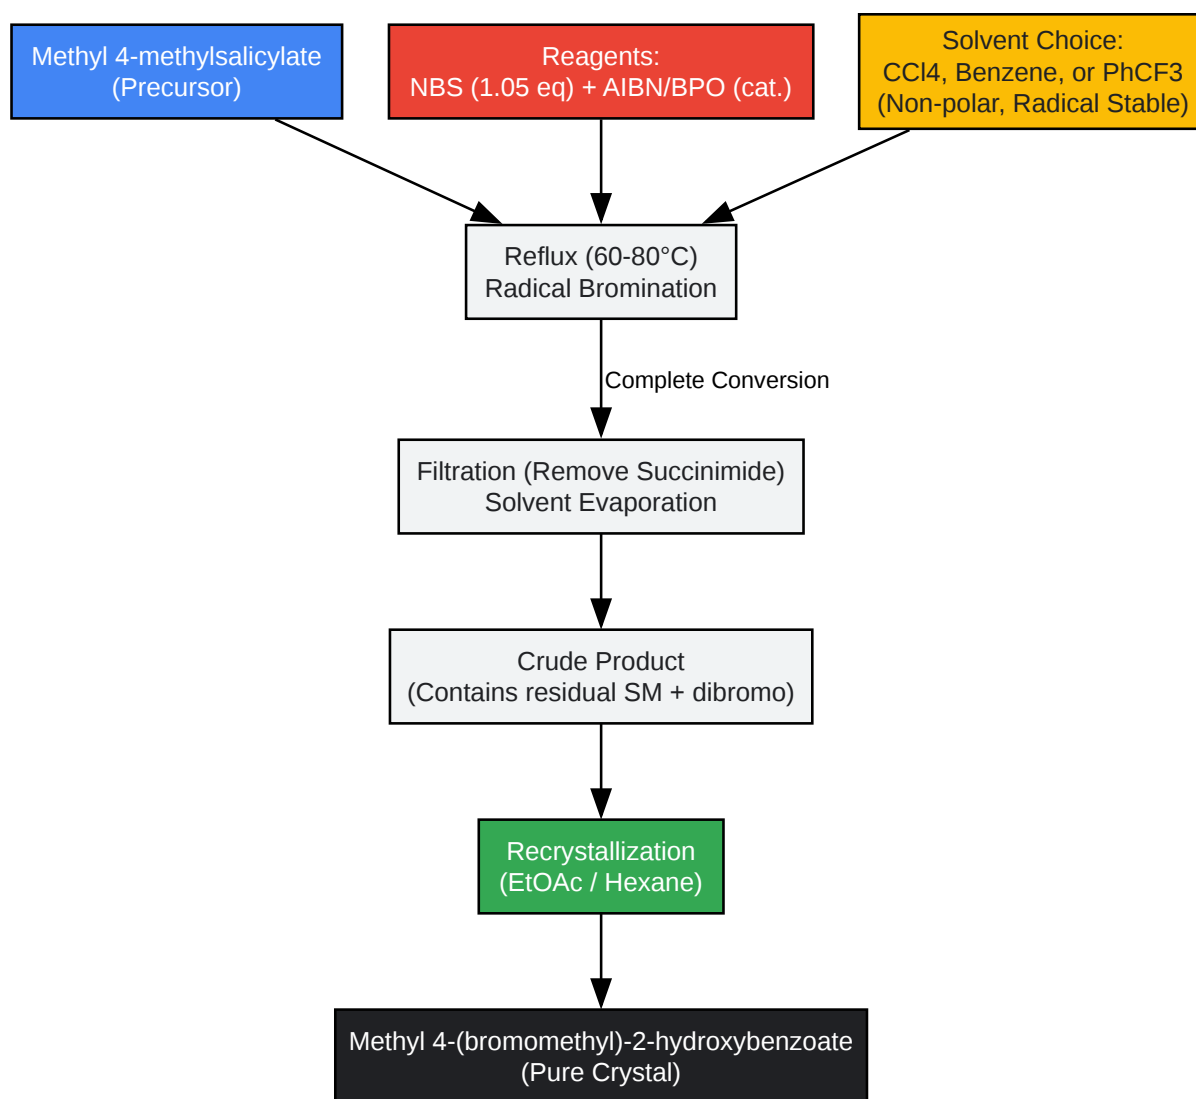 Methyl 4-methylsalicylate
(Precursor)
Reagents:
NBS (1.05 eq) + AIBN/BPO (cat.)
Solvent Choice:
CCl4, Benzene, or PhCF3
(Non-polar, Radical Stable)
Reflux (60-80°C)
Radical Bromination
Complete Conversion
Filtration (Remove Succinimide)
Solvent Evaporation
Crude Product
(Contains residual SM + dibromo)
Recrystallization
(EtOAc / Hexane)
Methyl 4-(bromomethyl)-2-hydroxybenzoate
(Pure Crystal)